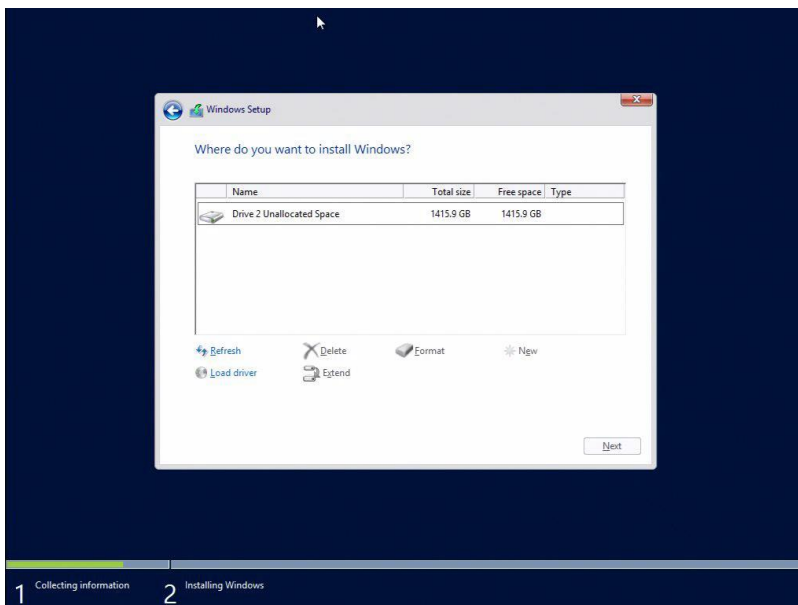 Windows Setup
Where do you want to install Windows?
Name Total size Free space Type
Drive 2 Unallocated Space 1415.9 GB 1415.9 GB
Refresh Delete Format New
Load driver Extend
Next
1 Collecting information 2 Installing Windows